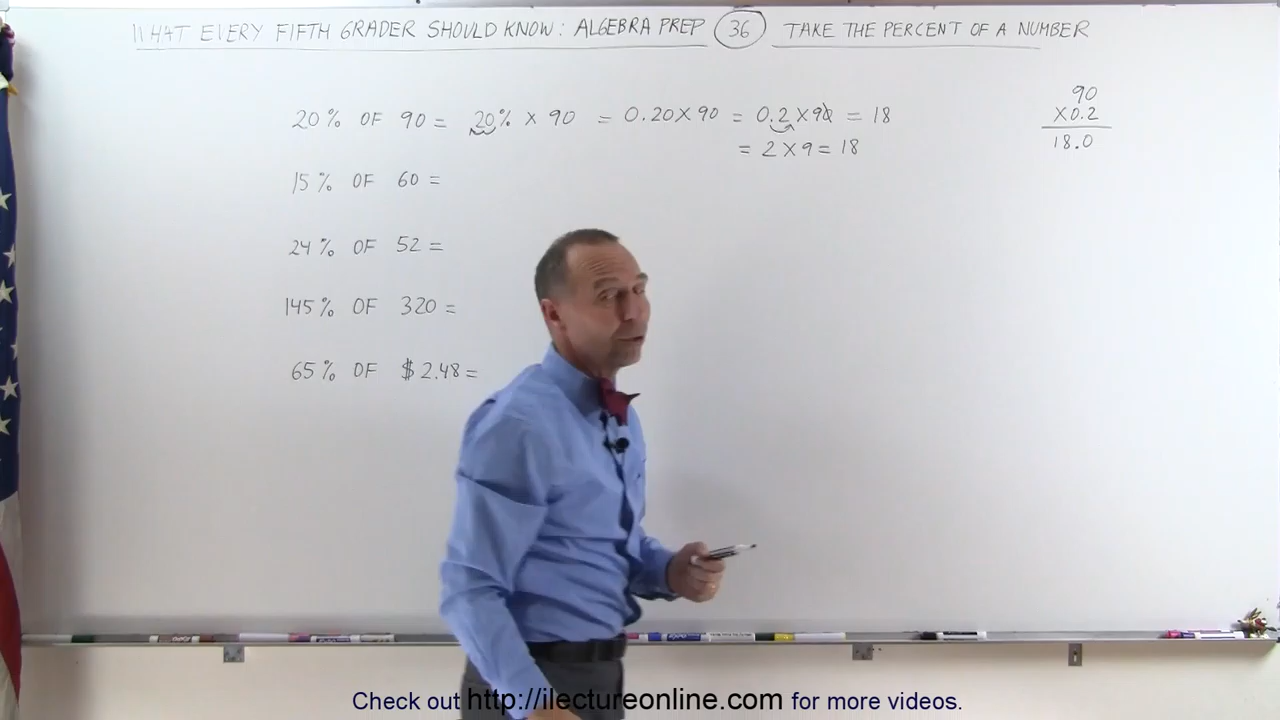 WHAT EVERY FIFTH GRADER SHOULD KNOW: ALGEBRA PREP 36 TAKE THE PERCENT OF A NUMBER
20% OF 90 = 20% X 90 = 0.20 X 90 = 0.2 X 90 = 18
= 2 X 9 = 18
90
X 0.2
18.0
15% OF 60 =
24% OF 52 =
145% OF 320 =
65% OF $2.48 =
Check out http://ilectureonline.com for more videos.